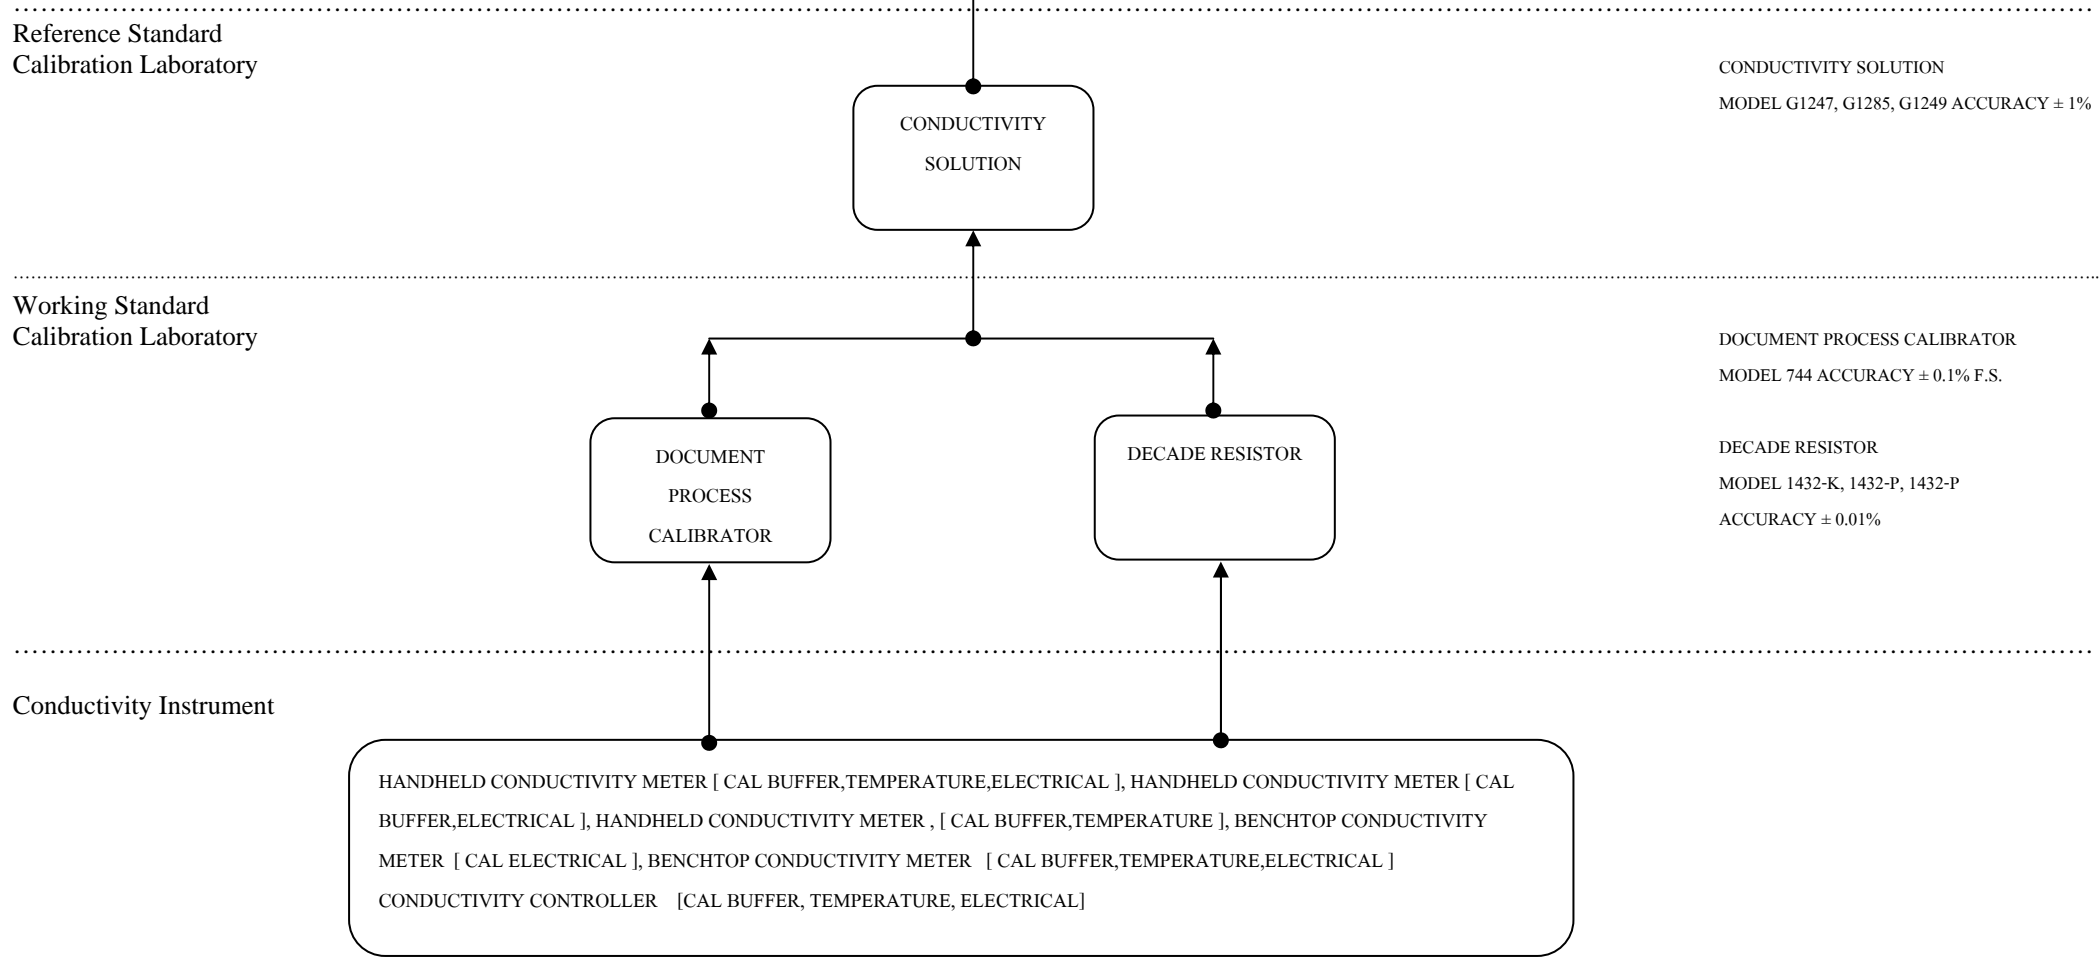 Reference Standard
Calibration Laboratory
CONDUCTIVITY SOLUTION
MODEL G1247, G1285, G1249 ACCURACY ± 1%
CONDUCTIVITY
SOLUTION
Working Standard
Calibration Laboratory
DOCUMENT PROCESS CALIBRATOR
MODEL 744 ACCURACY ± 0.1% F.S.
DECADE RESISTOR
MODEL 1432-K, 1432-P, 1432-P
ACCURACY ± 0.01%
DOCUMENT
PROCESS
CALIBRATOR
DECADE RESISTOR
Conductivity Instrument
HANDHELD CONDUCTIVITY METER [ CAL BUFFER,TEMPERATURE,ELECTRICAL ], HANDHELD CONDUCTIVITY METER [ CAL
BUFFER,ELECTRICAL ], HANDHELD CONDUCTIVITY METER , [ CAL BUFFER,TEMPERATURE ], BENCHTOP CONDUCTIVITY
METER [ CAL ELECTRICAL ], BENCHTOP CONDUCTIVITY METER [ CAL BUFFER,TEMPERATURE,ELECTRICAL ]
CONDUCTIVITY CONTROLLER [CAL BUFFER, TEMPERATURE, ELECTRICAL]